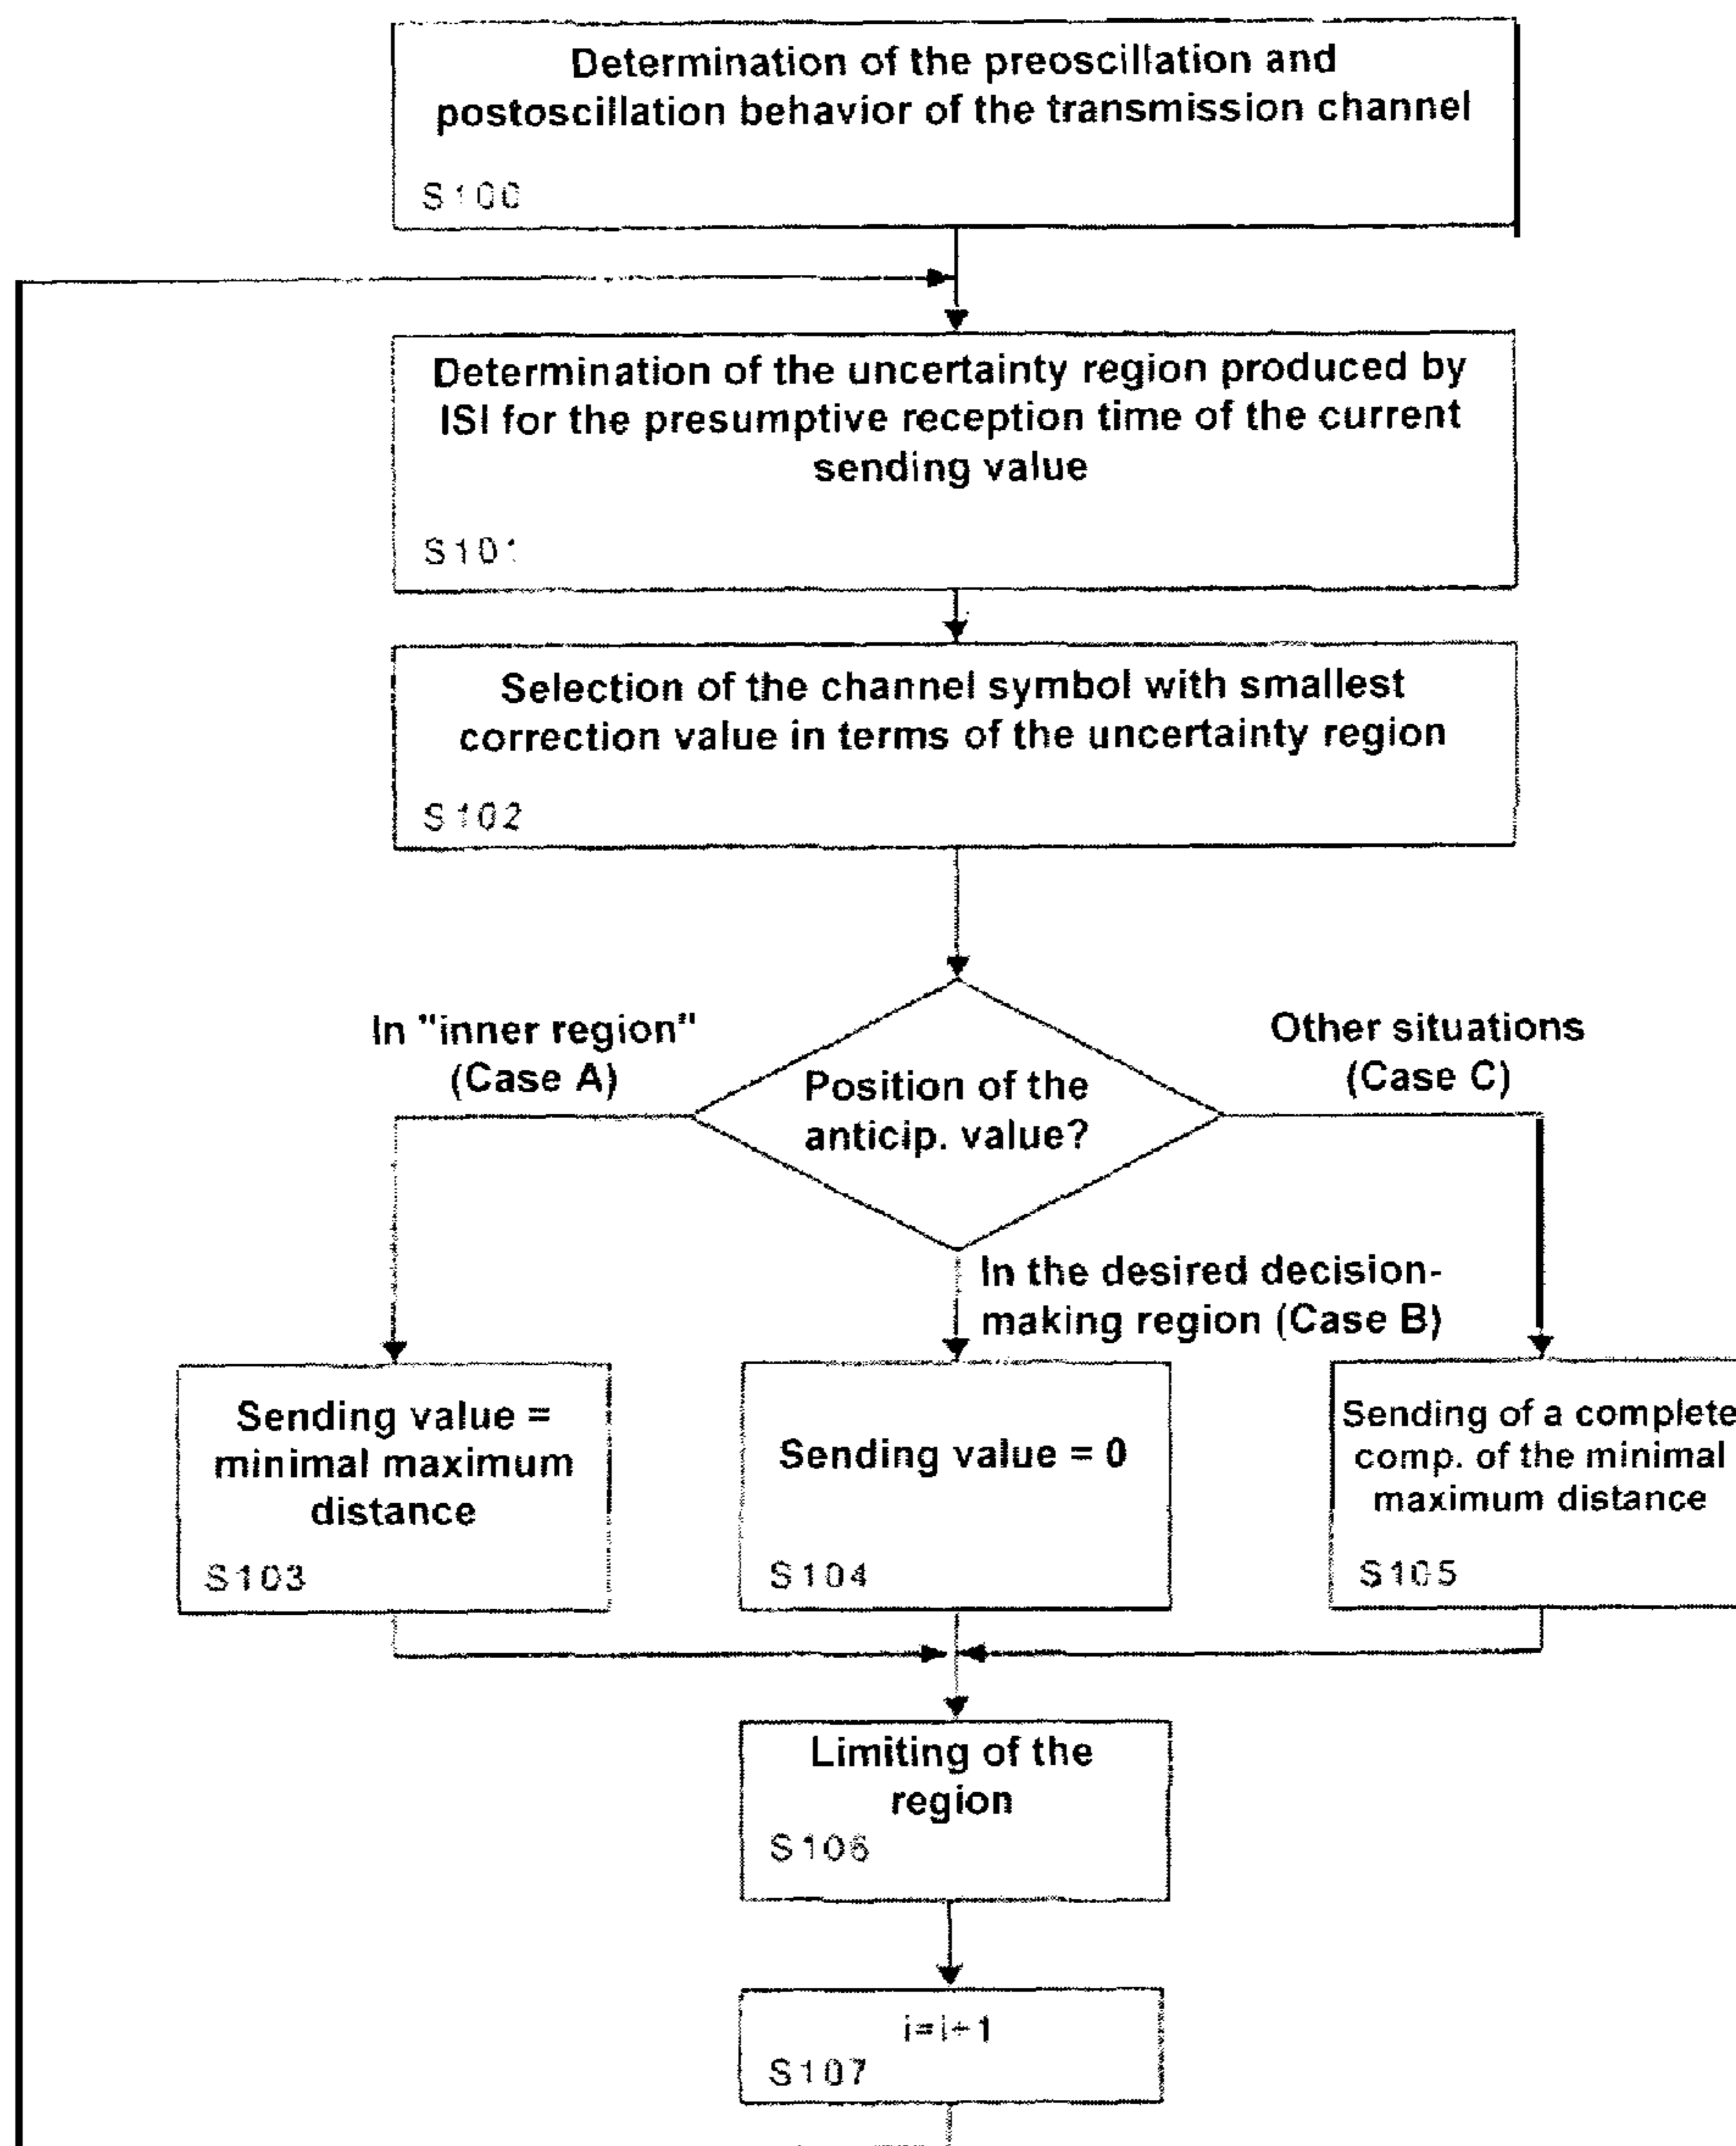 Determination of the preoscillation and
postoscillation behavior of the transmission channel
S100
Determination of the uncertainty region produced by
ISI for the presumptive reception time of the current
sending value
S101
Selection of the channel symbol with smallest
correction value in terms of the uncertainty region
S102
In "inner region"
(Case A)
Position of the
anticip. value?
Other situations
(Case C)
In the desired decision-
making region (Case B)
Sending value =
minimal maximum
distance
S103
Sending value = 0
S104
Sending of a complete
comp. of the minimal
maximum distance
S105
Limiting of the
region
S106
i=i+1
S107